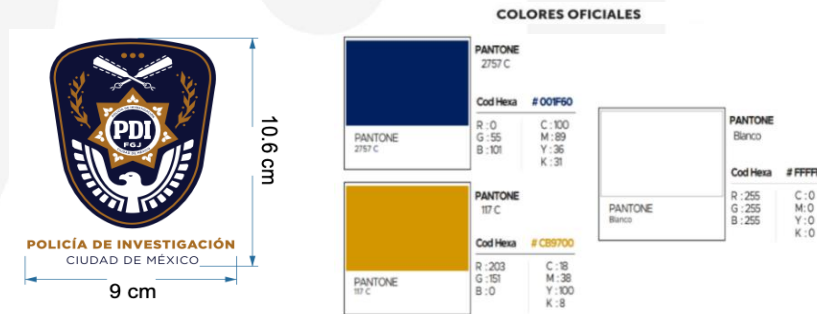 COLORES OFICIALES
PDI
FGJ
POLICÍA DE INVESTIGACIÓN
CIUDAD DE MÉXICO
9 cm
10.6 cm
PANTONE
2757 C
Cod Hexa # 001F60
R : 0 C : 100
G : 55 M : 89
B : 101 Y : 36
K : 31
PANTONE
2757 C
PANTONE
117 C
Cod Hexa # CB9700
R : 203 C : 18
G : 151 M : 38
B : 0 Y : 100
K : 8
PANTONE
117 C
PANTONE
Blanco
Cod Hexa # FFFF
R : 255 C : 0
G : 255 M : 0
B : 255 Y : 0
K : 0
PANTONE
Blanco